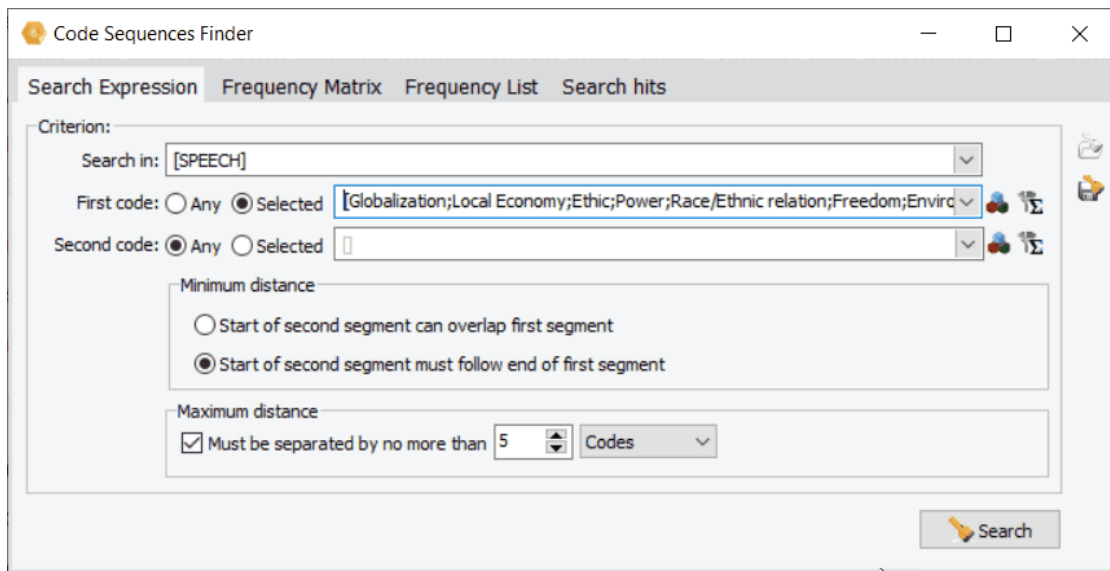 Code Sequences Finder
Search Expression Frequency Matrix Frequency List Search hits
Criterion:
Search in: [SPEECH]
First code: Any Selected [Globalization;Local Economy;Ethic;Power;Race/Ethnic relation;Freedom;Enviro
Second code: Any Selected []
Minimum distance
Start of second segment can overlap first segment
Start of second segment must follow end of first segment
Maximum distance
Must be separated by no more than 5 Codes
Search